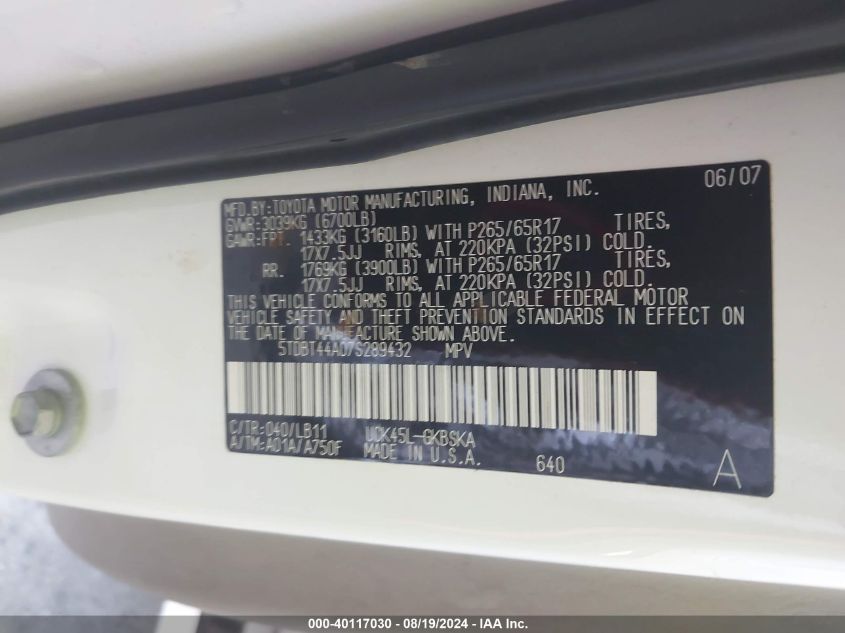 MFD.BY:TOYOTA MOTOR MANUFACTURING, INDIANA, INC. 06/07
GVWR:3039KG (6700LB)
GAWR:FRT. 1433KG (3160LB) WITH P265/65R17 TIRES,
17X7.5JJ RIMS, AT 220KPA (32PSI) COLD.
RR. 1769KG (3900LB) WITH P265/65R17 TIRES,
17X7.5JJ RIMS, AT 220KPA (32PSI) COLD.
THIS VEHICLE CONFORMS TO ALL APPLICABLE FEDERAL MOTOR
VEHICLE SAFETY AND THEFT PREVENTION STANDARDS IN EFFECT ON
THE DATE OF MANUFACTURE SHOWN ABOVE.
5TDBT44A07S289432 MPV
C/TR:040/LB11 UCK45L-GKBSKA
A/TM:A01A/A750F MADE IN U.S.A. 640 A
000-40117030 - 08/19/2024 - IAA Inc.